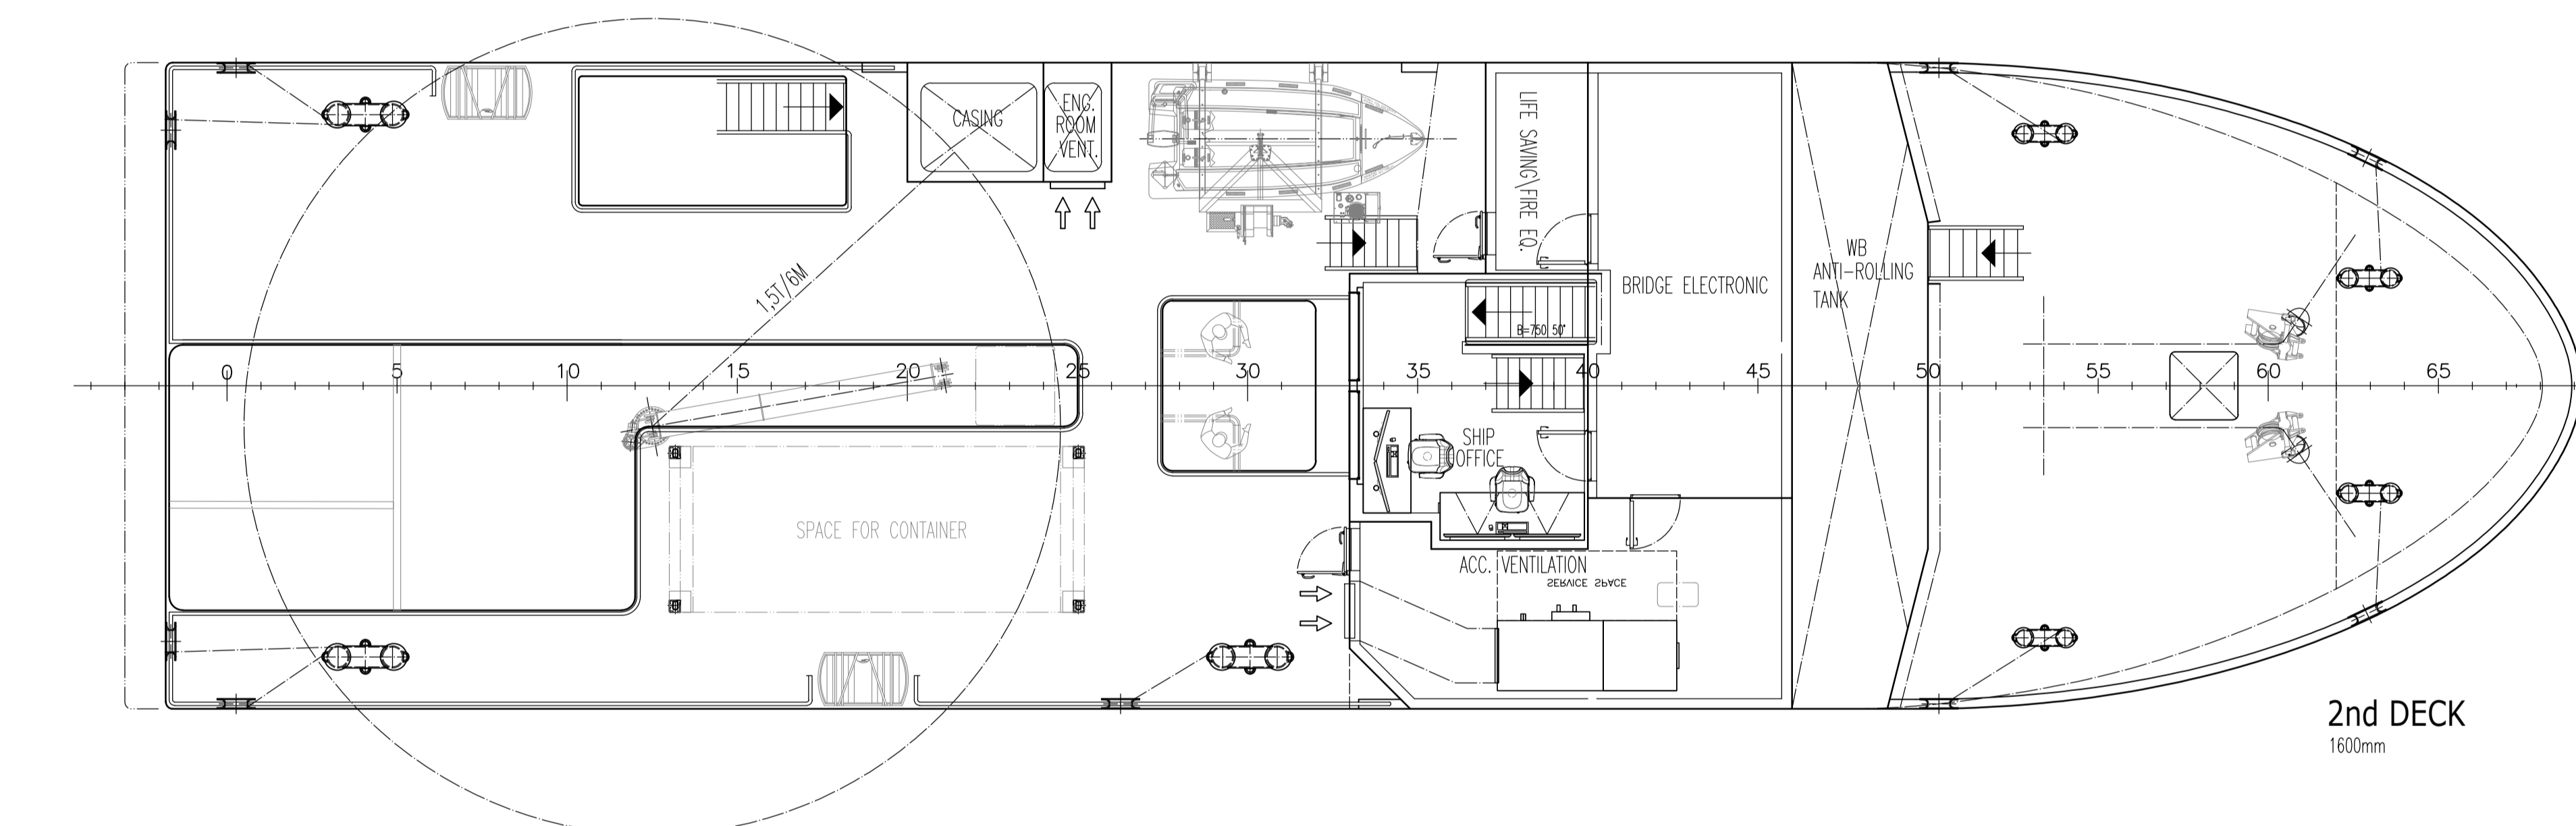 CASING
ENG.
ROOM
VENT.
LIFE SAVING\FIRE EQ.
1,5T/6M
BRIDGE ELECTRONIC
WB
ANTI-ROLLING
TANK
B=750 50°
0 5 10 15 20 25 30 35 40 45 50 55 60 65
SHIP
OFFICE
SPACE FOR CONTAINER
ACC. VENTILATION
SERVICE SPACE
2nd DECK
1600mm